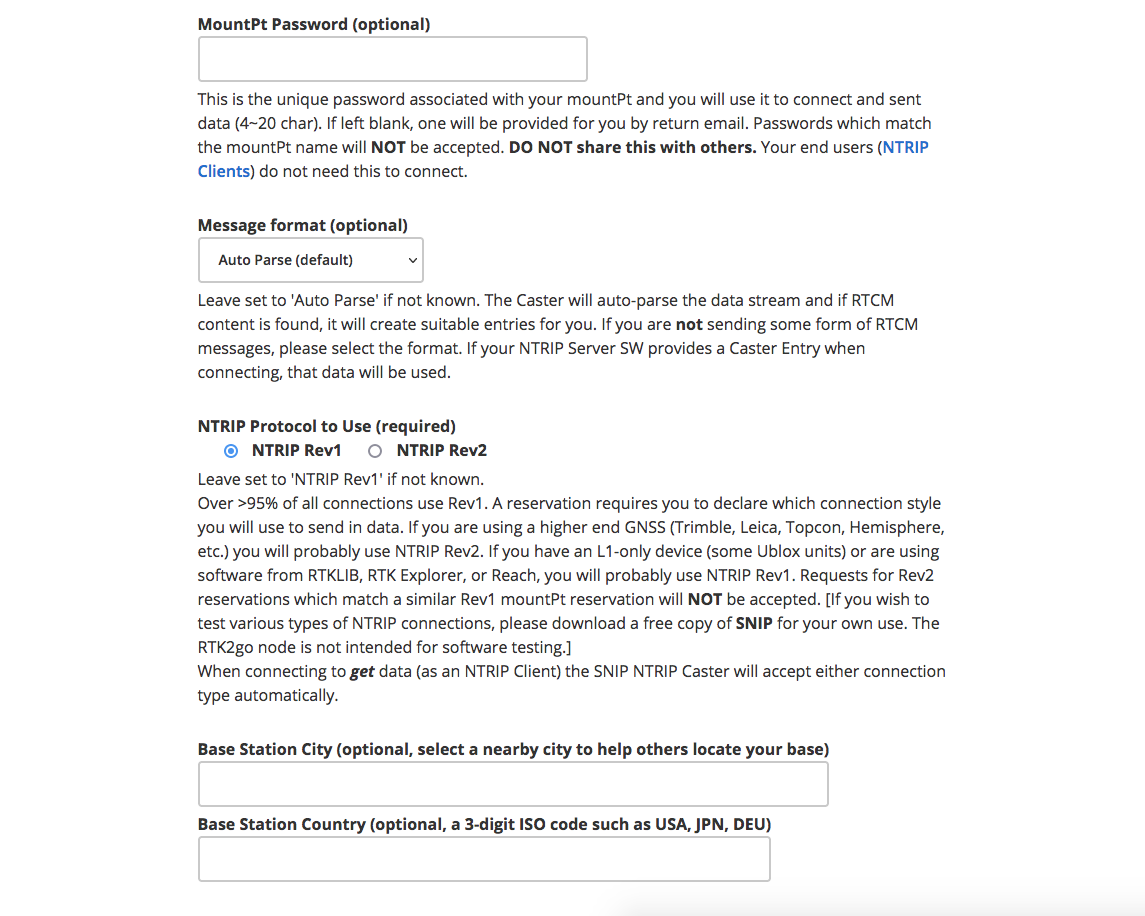 MountPt Password (optional)
This is the unique password associated with your mountPt and you will use it to connect and sent
data (4~20 char). If left blank, one will be provided for you by return email. Passwords which match
the mountPt name will NOT be accepted. DO NOT share this with others. Your end users (NTRIP
Clients) do not need this to connect.
Message format (optional)
Auto Parse (default)
Leave set to 'Auto Parse' if not known. The Caster will auto-parse the data stream and if RTCM
content is found, it will create suitable entries for you. If you are not sending some form of RTCM
messages, please select the format. If your NTRIP Server SW provides a Caster Entry when
connecting, that data will be used.
NTRIP Protocol to Use (required)
NTRIP Rev1 NTRIP Rev2
Leave set to 'NTRIP Rev1' if not known.
Over >95% of all connections use Rev1. A reservation requires you to declare which connection style
you will use to send in data. If you are using a higher end GNSS (Trimble, Leica, Topcon, Hemisphere,
etc.) you will probably use NTRIP Rev2. If you have an L1-only device (some Ublox units) or are using
software from RTKLIB, RTK Explorer, or Reach, you will probably use NTRIP Rev1. Requests for Rev2
reservations which match a similar Rev1 mountPt reservation will NOT be accepted. [If you wish to
test various types of NTRIP connections, please download a free copy of SNIP for your own use. The
RTK2go node is not intended for software testing.]
When connecting to get data (as an NTRIP Client) the SNIP NTRIP Caster will accept either connection
type automatically.
Base Station City (optional, select a nearby city to help others locate your base)
Base Station Country (optional, a 3-digit ISO code such as USA, JPN, DEU)